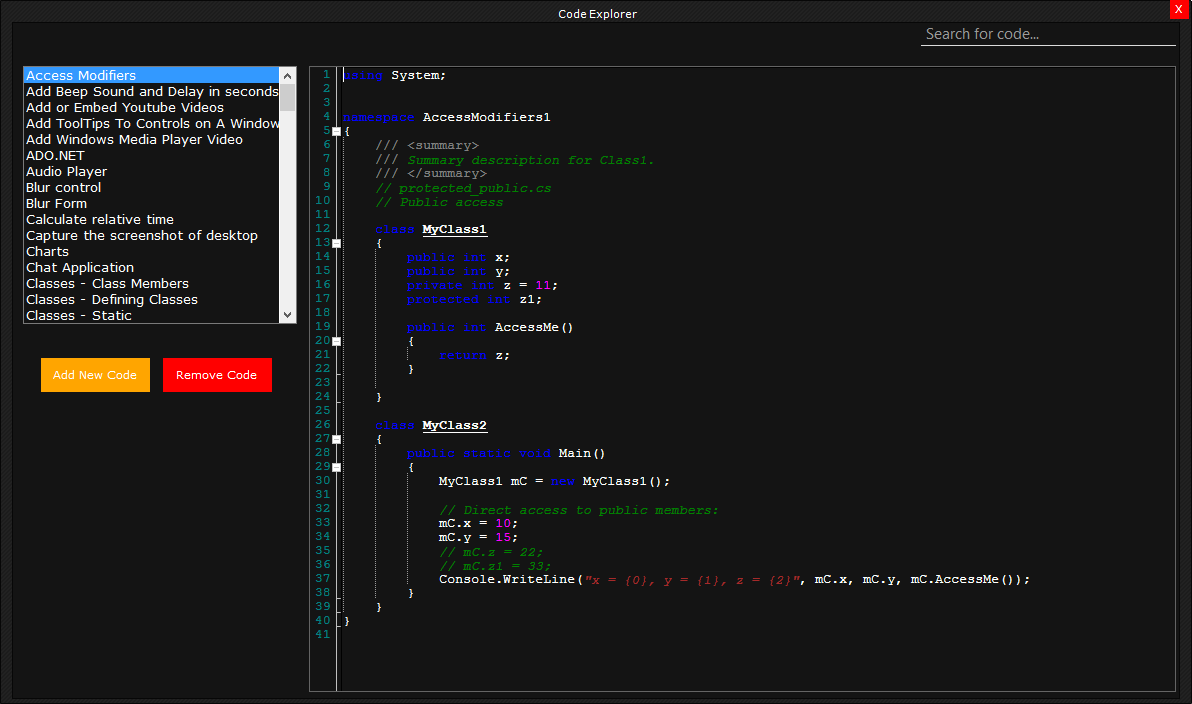 Code Explorer
X
Search for code...
Access Modifiers
Add Beep Sound and Delay in seconds
Add or Embed Youtube Videos
Add ToolTips To Controls on A Window
Add Windows Media Player Video
ADO.NET
Audio Player
Blur control
Blur Form
Calculate relative time
Capture the screenshot of desktop
Charts
Chat Application
Classes - Class Members
Classes - Defining Classes
Classes - Static
Add New Code
Remove Code
1 using System;
2
3
4 namespace AccessModifiers1
5 {
6     /// <summary>
7     /// Summary description for Class1.
8     /// </summary>
9     // protected_public.cs
10     // Public access
11
12     class MyClass1
13     {
14         public int x;
15         public int y;
16         private int z = 11;
17         protected int z1;
18
19         public int AccessMe()
20         {
21             return z;
22         }
23
24     }
25
26     class MyClass2
27     {
28         public static void Main()
29         {
30             MyClass1 mC = new MyClass1();
31
32             // Direct access to public members:
33             mC.x = 10;
34             mC.y = 15;
35             // mC.z = 22;
36             // mC.z1 = 33;
37             Console.WriteLine("x = {0}, y = {1}, z = {2}", mC.x, mC.y, mC.AccessMe());
38         }
39     }
40 }
41